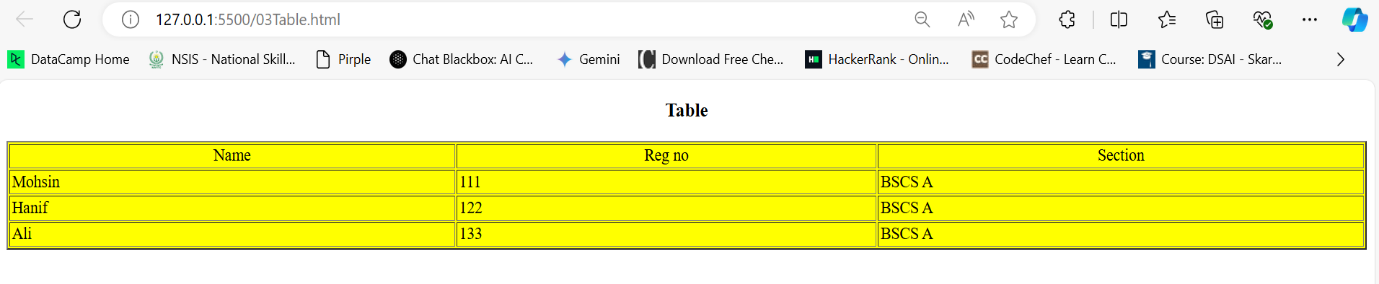 127.0.0.1:5500/03Table.html
DataCamp Home NSIS - National Skill... Pirple Chat Blackbox: AI C... Gemini Download Free Che... HackerRank - Onlin... CC CodeChef - Learn C... Course: DSAI - Skar...
Table
Name Reg no Section
Mohsin 111 BSCS A
Hanif 122 BSCS A
Ali 133 BSCS A